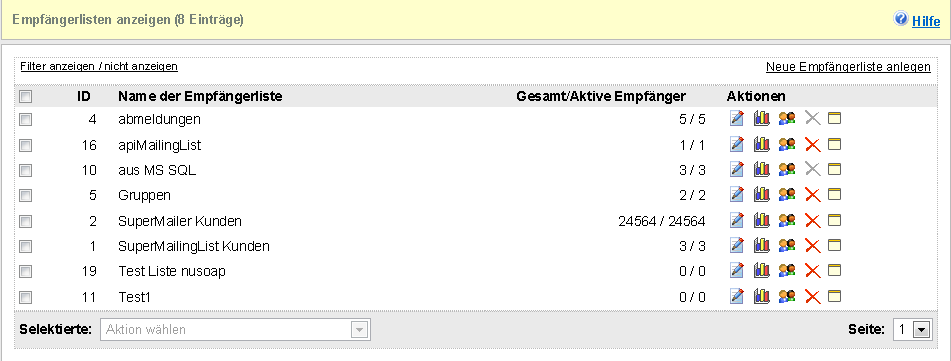 Empfängerlisten anzeigen (8 Einträge)
Hilfe
Filter anzeigen / nicht anzeigen Neue Empfängerliste anlegen
ID Name der Empfängerliste Gesamt/Aktive Empfänger Aktionen
4 abmeldungen 5 / 5
16 apiMailingList 1 / 1
10 aus MS SQL 3 / 3
5 Gruppen 2 / 2
2 SuperMailer Kunden 24564 / 24564
1 SuperMailingList Kunden 3 / 3
19 Test Liste nusoap 0 / 0
11 Test1 0 / 0
Selektierte: Aktion wählen Seite: 1